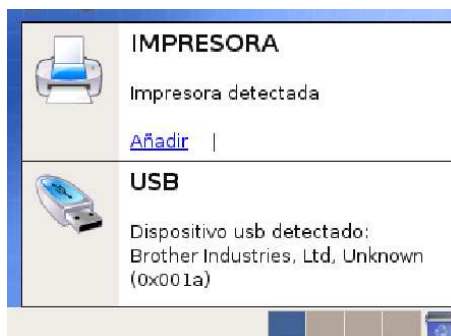 IMPRESORA
Impresora detectada
Añadir |
USB
Dispositivo usb detectado:
Brother Industries, Ltd, Unknown
(0x001a)